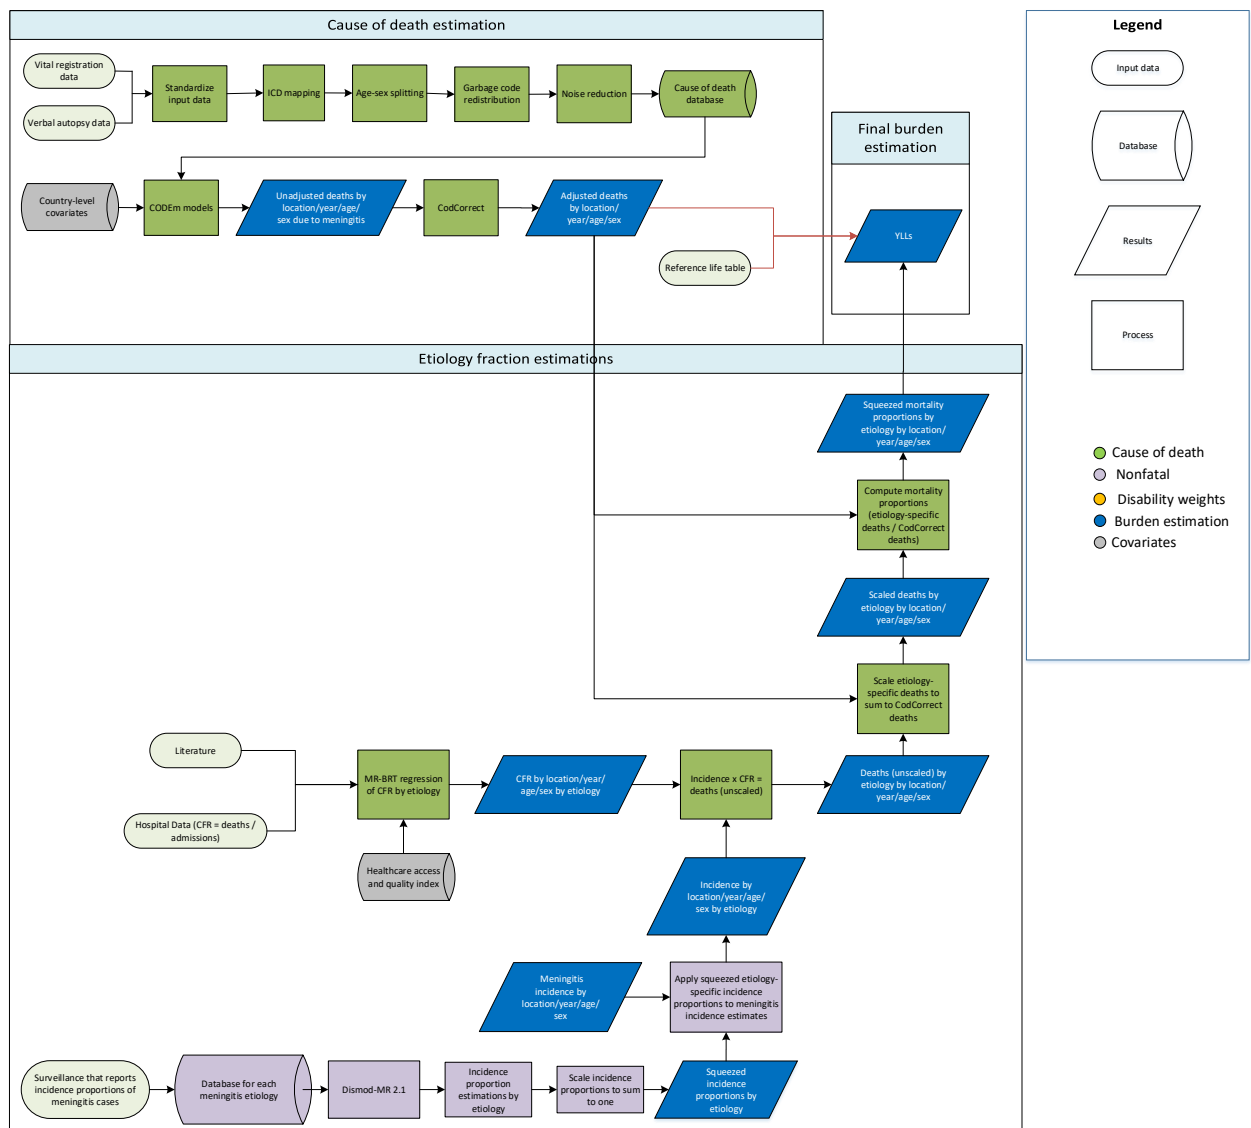 Cause of death estimation
Vital registration
data
Verbal autopsy data
Standardize
input data
ICD mapping
Age-sex splitting
Garbage code
redistribution
Noise reduction
Cause of death
database
Country-level
covariates
CODEm models
Unadjusted deaths by
location/year/age/
sex due to meningitis
CodCorrect
Adjusted deaths
by location/
year/age/sex
Reference life table
Final burden
estimation
YLLs
Legend
Input data
Database
Results
Process
Cause of death
Nonfatal
Disability weights
Burden estimation
Covariates
Etiology fraction estimations
Squeezed mortality
proportions by
etiology by location/
year/age/sex
Compute mortality
proportions
(etiology-specific
deaths / CodCorrect
deaths)
Scaled deaths by
etiology by location/
year/age/sex
Scale etiology-
specific deaths to
sum to CodCorrect
deaths
Literature
Hospital Data (CFR = deaths /
admissions)
MR-BRT regression
of CFR by etiology
Healthcare access
and quality index
CFR by location/year/
age/sex by etiology
Incidence x CFR =
deaths (unscaled)
Deaths (unscaled) by
etiology by location/
year/age/sex
Incidence by
location/year/age/
sex by etiology
Meningitis
incidence by
location/year/age/
sex
Apply squeezed etiology-
specific incidence
proportions to meningitis
incidence estimates
Surveillance that reports
incidence proportions of
meningitis cases
Database for each
meningitis etiology
Dismod-MR 2.1
Incidence
proportion
estimations by
etiology
Scale incidence
proportions to sum
to one
Squeezed
incidence
proportions by
etiology